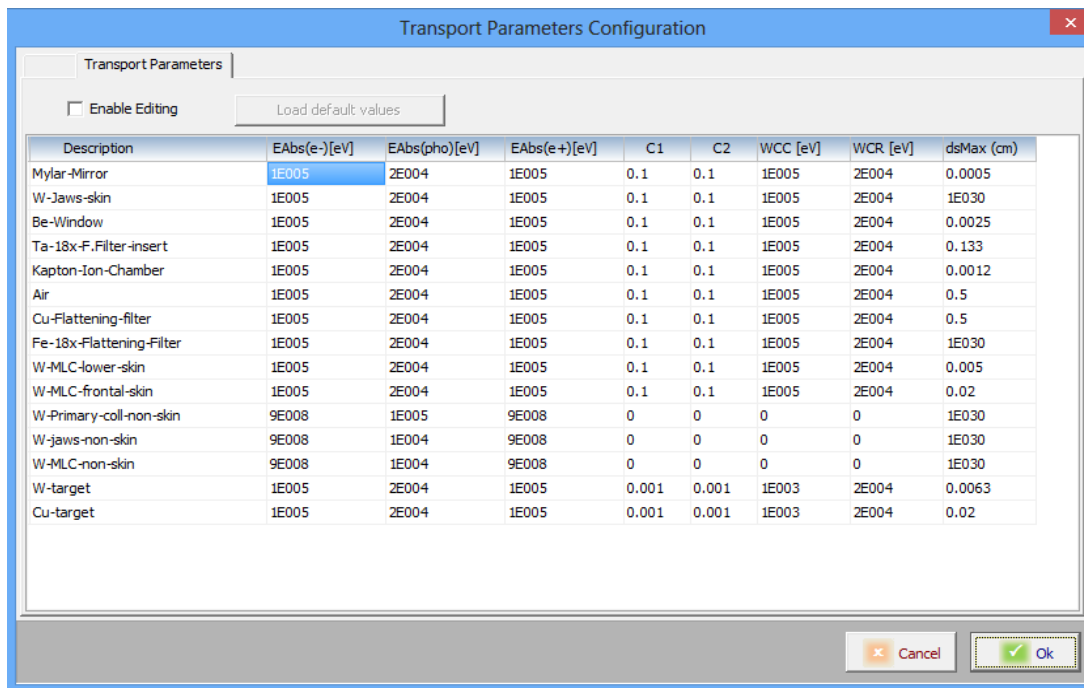 Transport Parameters Configuration
Transport Parameters
Enable Editing Load default values
Description EAbs(e-)[eV] EAbs(pho)[eV] EAbs(e+)[eV] C1 C2 WCC [eV] WCR [eV] dsMax (cm)
Mylar-Mirror 1E005 2E004 1E005 0.1 0.1 1E005 2E004 0.0005
W-Jaws-skin 1E005 2E004 1E005 0.1 0.1 1E005 2E004 1E030
Be-Window 1E005 2E004 1E005 0.1 0.1 1E005 2E004 0.0025
Ta-18x-F.Filter-insert 1E005 2E004 1E005 0.1 0.1 1E005 2E004 0.133
Kapton-Ion-Chamber 1E005 2E004 1E005 0.1 0.1 1E005 2E004 0.0012
Air 1E005 2E004 1E005 0.1 0.1 1E005 2E004 0.5
Cu-Flattening-filter 1E005 2E004 1E005 0.1 0.1 1E005 2E004 0.5
Fe-18x-Flattening-Filter 1E005 2E004 1E005 0.1 0.1 1E005 2E004 1E030
W-MLC-lower-skin 1E005 2E004 1E005 0.1 0.1 1E005 2E004 0.005
W-MLC-frontal-skin 1E005 2E004 1E005 0.1 0.1 1E005 2E004 0.02
W-Primary-coll-non-skin 9E008 1E005 9E008 0 0 0 0 1E030
W-jaws-non-skin 9E008 1E004 9E008 0 0 0 0 1E030
W-MLC-non-skin 9E008 1E004 9E008 0 0 0 0 1E030
W-target 1E005 2E004 1E005 0.001 0.001 1E003 2E004 0.0063
Cu-target 1E005 2E004 1E005 0.001 0.001 1E003 2E004 0.02
Cancel Ok